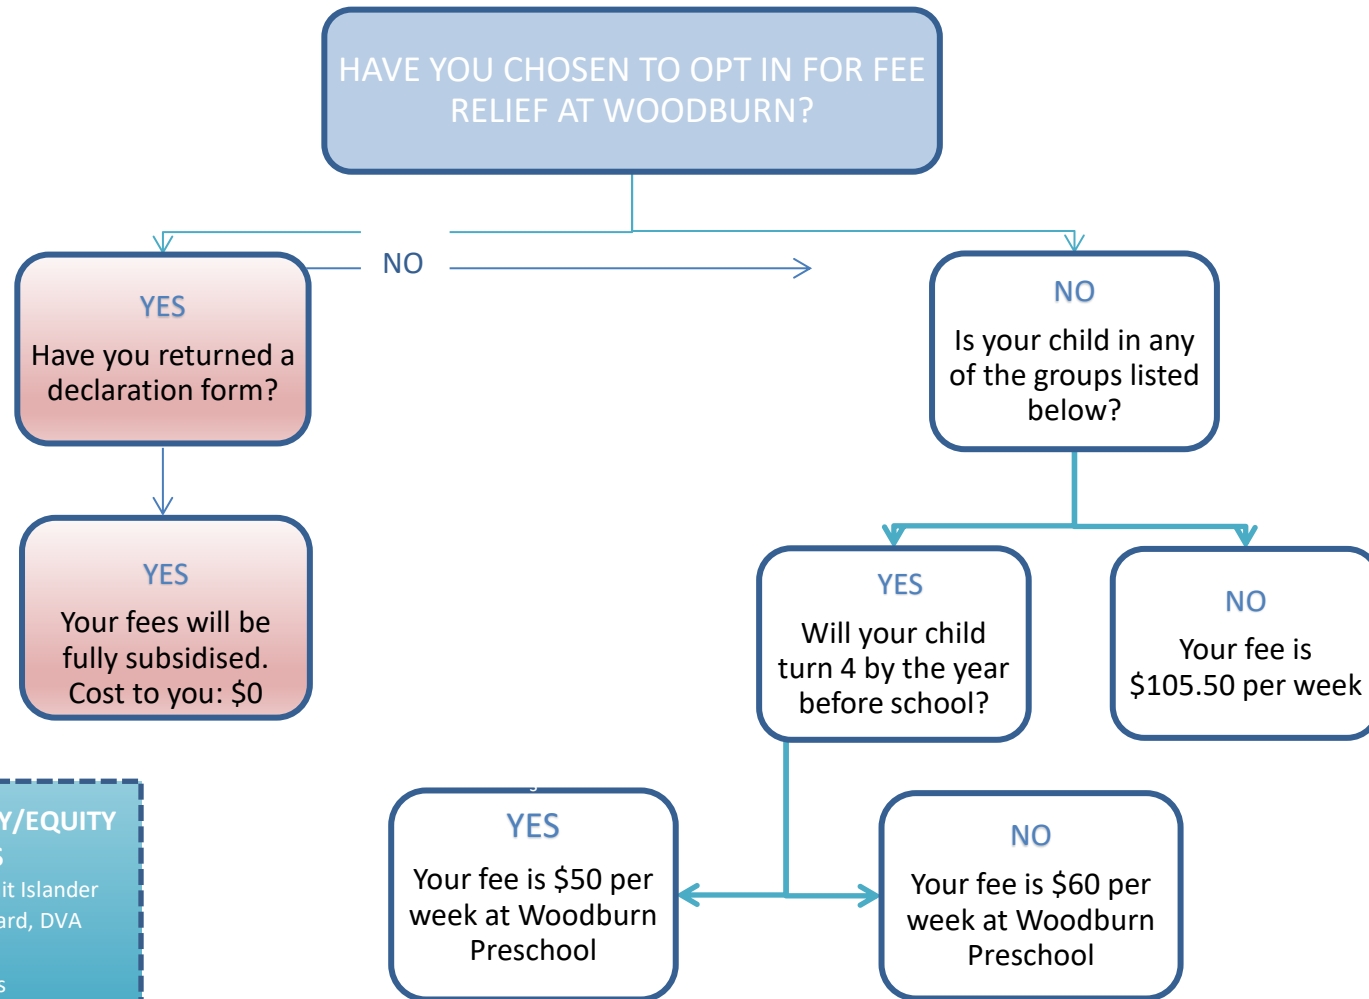 HAVE YOU CHOSEN TO OPT IN FOR FEE
RELIEF AT WOODBURN?
NO
YES
Have you returned a
declaration form?
NO
Is your child in any
of the groups listed
below?
YES
Your fees will be
fully subsidised.
Cost to you: $0
YES
Will your child
turn 4 by the year
before school?
NO
Your fee is
$105.50 per week
YES
Your fee is $50 per
week at Woodburn
Preschool
NO
Your fee is $60 per
week at Woodburn
Preschool
Y/EQUITY
S
it Islander
ard, DVA
s